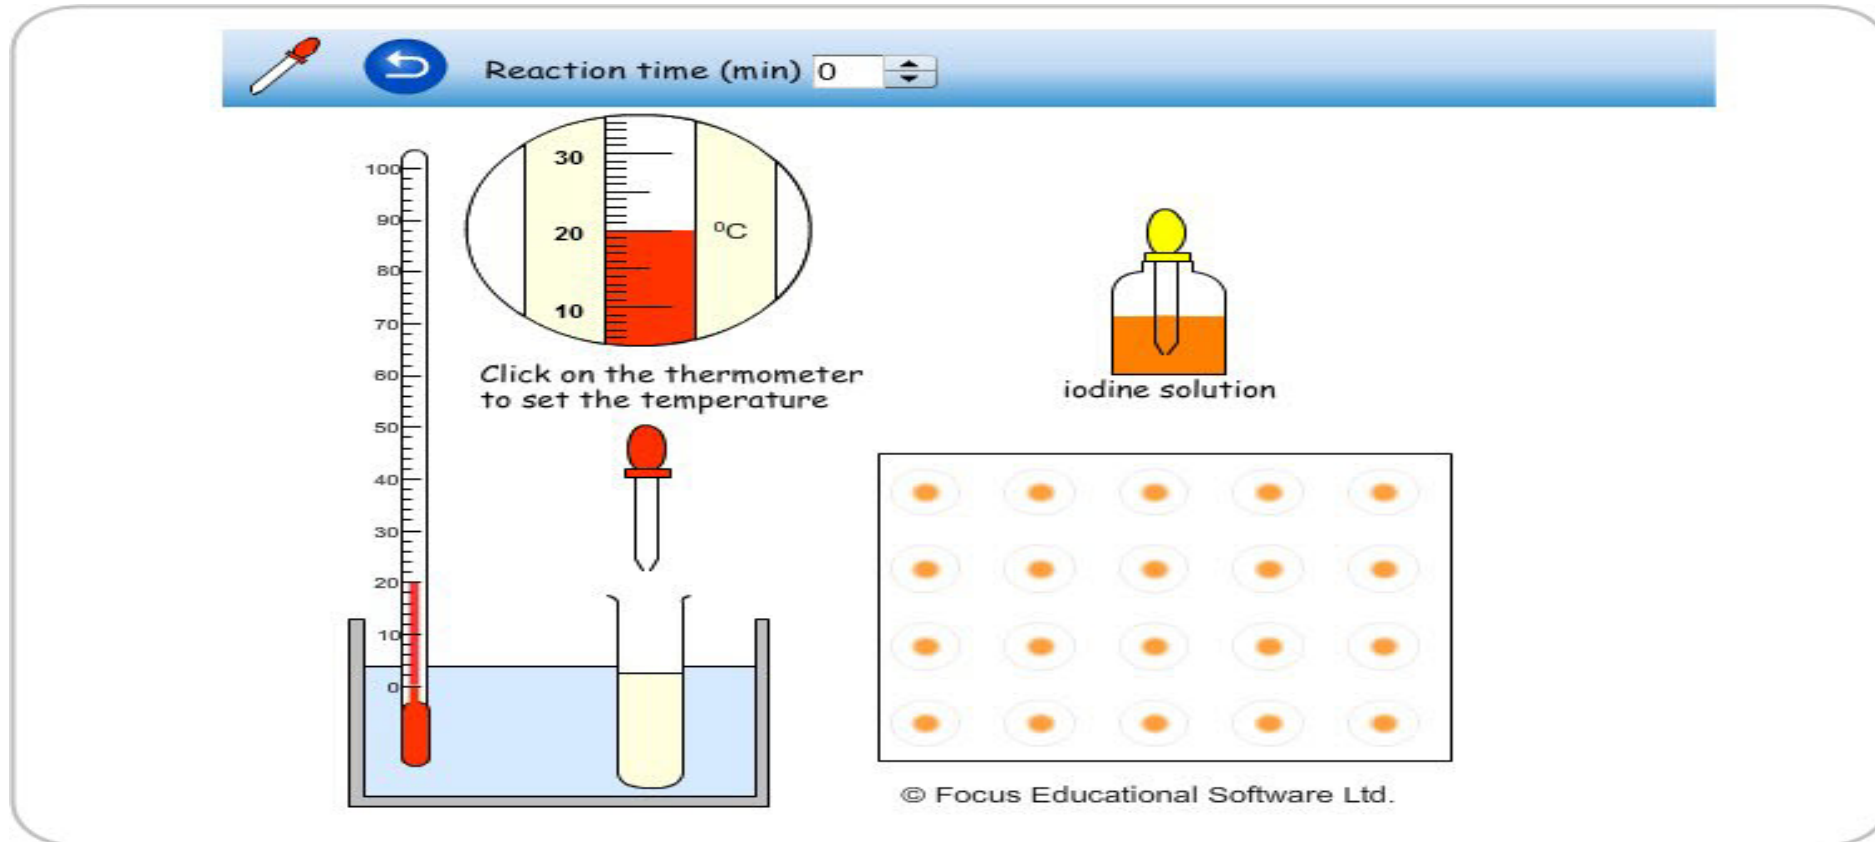 Reaction time (min) 0
30
20 ⁰C
10
Click on the thermometer
to set the temperature
100
90
80
70
60
50
40
30
20
10
0
iodine solution
© Focus Educational Software Ltd.